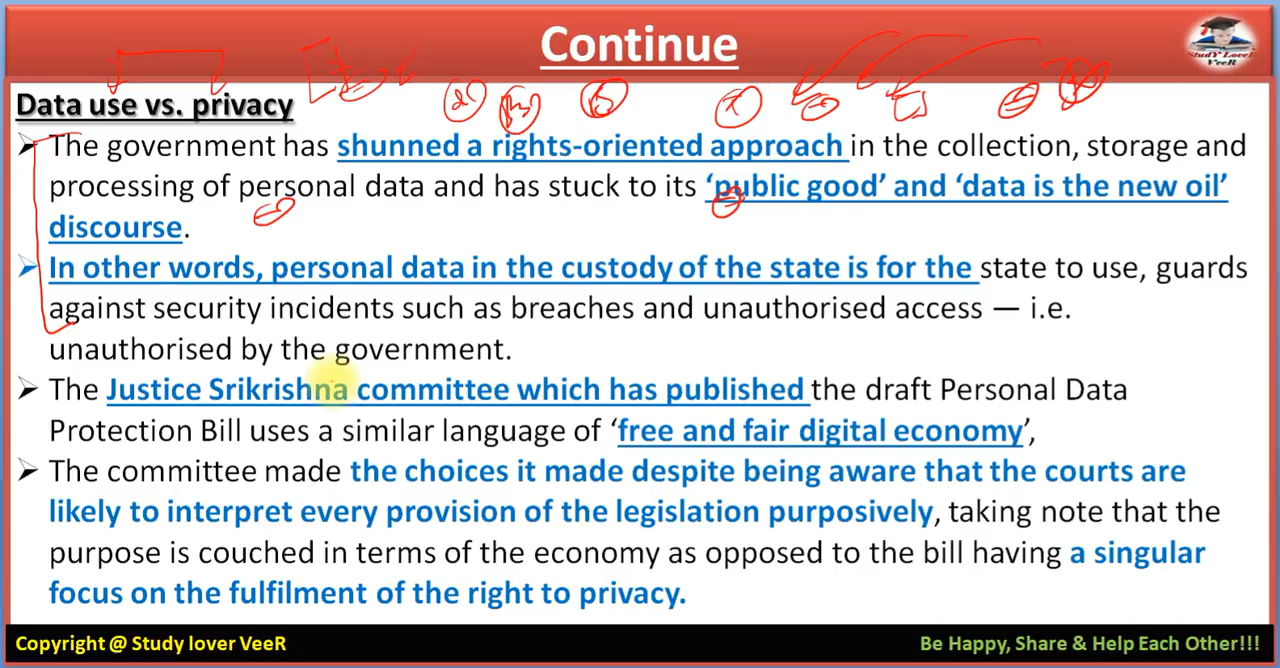 Continue
StudY LoveR
VeeR
Data use vs. privacy
➢ The government has shunned a rights-oriented approach in the collection, storage and
processing of personal data and has stuck to its ‘public good’ and ‘data is the new oil’
discourse.
➢ In other words, personal data in the custody of the state is for the state to use, guards
against security incidents such as breaches and unauthorised access — i.e.
unauthorised by the government.
➢ The Justice Srikrishna committee which has published the draft Personal Data
Protection Bill uses a similar language of ‘free and fair digital economy’,
➢ The committee made the choices it made despite being aware that the courts are
likely to interpret every provision of the legislation purposively, taking note that the
purpose is couched in terms of the economy as opposed to the bill having a singular
focus on the fulfilment of the right to privacy.
Copyright @ Study lover VeeR
Be Happy, Share & Help Each Other!!!